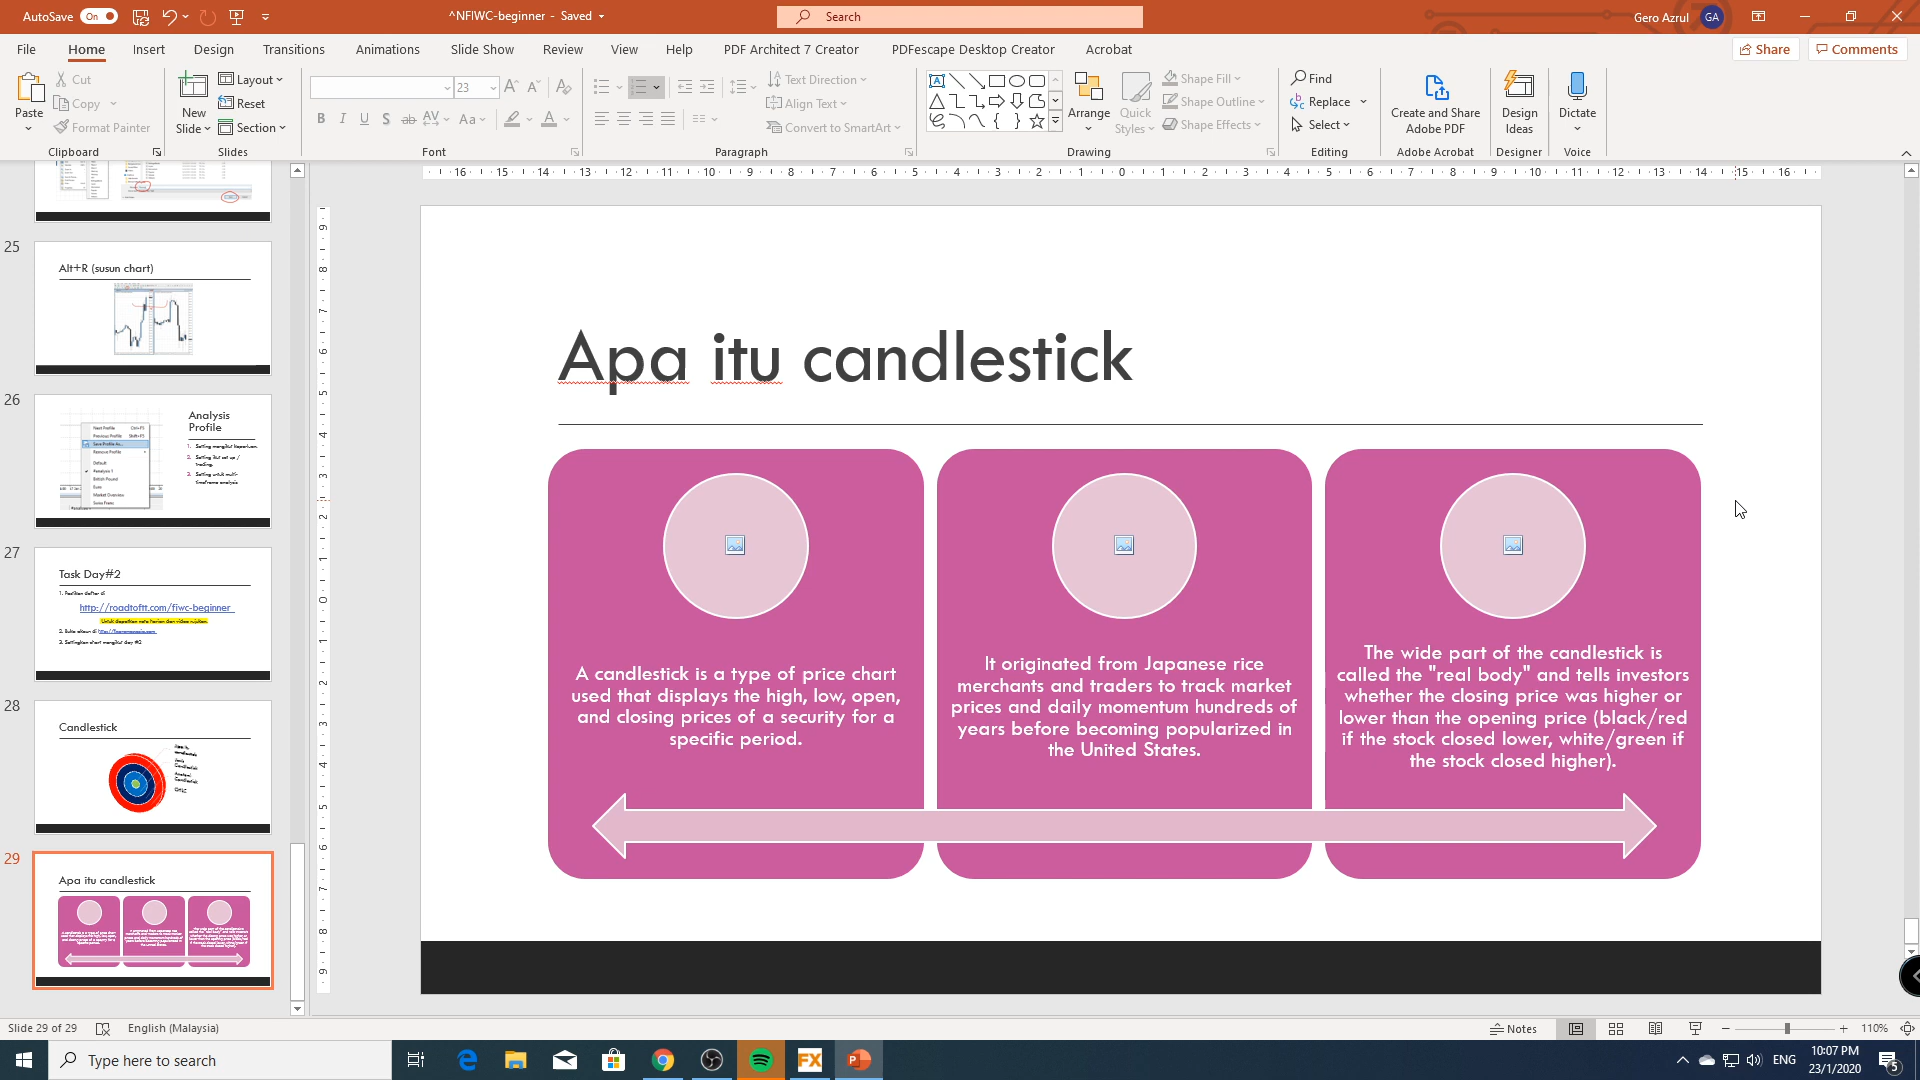 AutoSave On
^NFIWC-beginner - Saved
Search
Gero Azrul GA
File Home Insert Design Transitions Animations Slide Show Review View Help PDF Architect 7 Creator PDFescape Desktop Creator Acrobat
Share Comments
Paste
Cut
Copy
Format Painter
Clipboard
New Slide
Layout
Reset
Section
Slides
23
Font
Text Direction
Align Text
Convert to SmartArt
Paragraph
Arrange
Quick Styles
Shape Fill
Shape Outline
Shape Effects
Drawing
Find
Replace
Select
Editing
Create and Share
Adobe PDF
Adobe Acrobat
Design
Ideas
Designer
Dictate
Voice
25
Alt+R (susun chart)
26
Analysis
Profile
27
Task Day#2
http://roadtoftt.com/fiwc-beginner
28
Candlestick
29
Apa itu candlestick
Apa itu candlestick
A candlestick is a type of price chart
used that displays the high, low, open,
and closing prices of a security for a
specific period.
It originated from Japanese rice
merchants and traders to track market
prices and daily momentum hundreds of
years before becoming popularized in
the United States.
The wide part of the candlestick is
called the "real body" and tells investors
whether the closing price was higher or
lower than the opening price (black/red
if the stock closed lower, white/green if
the stock closed higher).
Slide 29 of 29
English (Malaysia)
Notes
110%
Type here to search
FX
ENG
10:07 PM
23/1/2020
5